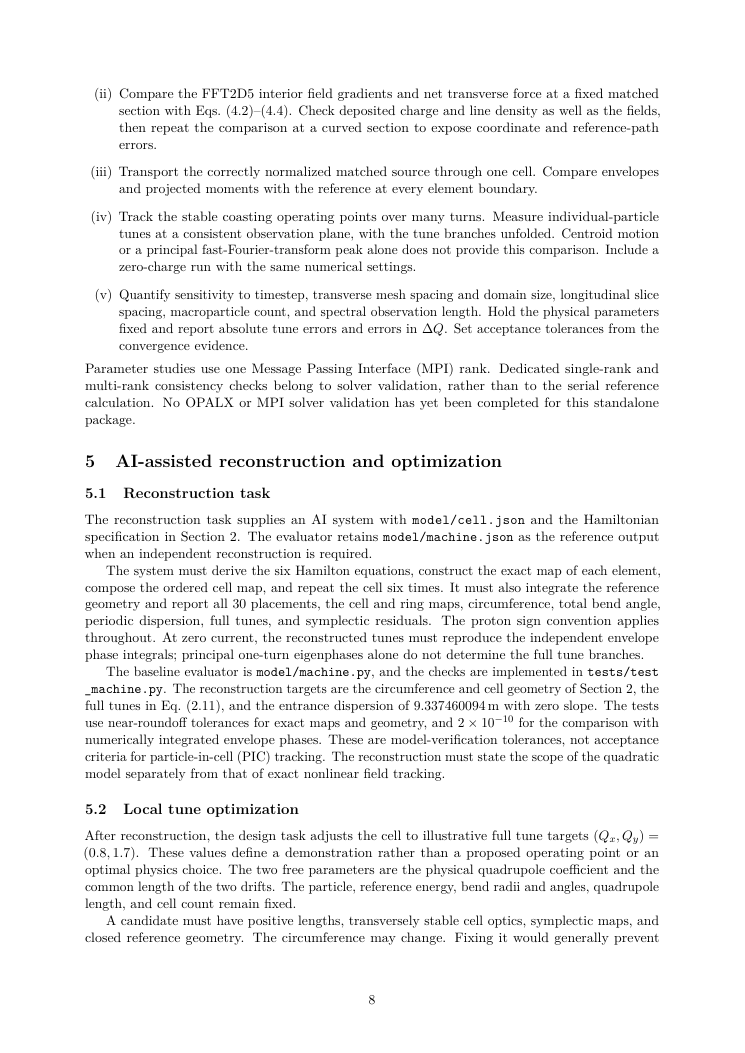 (ii) Compare the FFT2D5 interior field gradients and net transverse force at a fixed matched
section with Eqs. (4.2)–(4.4). Check deposited charge and line density as well as the fields,
then repeat the comparison at a curved section to expose coordinate and reference-path
errors.
(iii) Transport the correctly normalized matched source through one cell. Compare envelopes
and projected moments with the reference at every element boundary.
(iv) Track the stable coasting operating points over many turns. Measure individual-particle
tunes at a consistent observation plane, with the tune branches unfolded. Centroid motion
or a principal fast-Fourier-transform peak alone does not provide this comparison. Include a
zero-charge run with the same numerical settings.
(v) Quantify sensitivity to timestep, transverse mesh spacing and domain size, longitudinal slice
spacing, macroparticle count, and spectral observation length. Hold the physical parameters
fixed and report absolute tune errors and errors in ΔQ. Set acceptance tolerances from the
convergence evidence.
Parameter studies use one Message Passing Interface (MPI) rank. Dedicated single-rank and
multi-rank consistency checks belong to solver validation, rather than to the serial reference
calculation. No OPALX or MPI solver validation has yet been completed for this standalone
package.
5 AI-assisted reconstruction and optimization
5.1 Reconstruction task
The reconstruction task supplies an AI system with model/cell.json and the Hamiltonian
specification in Section 2. The evaluator retains model/machine.json as the reference output
when an independent reconstruction is required.
The system must derive the six Hamilton equations, construct the exact map of each element,
compose the ordered cell map, and repeat the cell six times. It must also integrate the reference
geometry and report all 30 placements, the cell and ring maps, circumference, total bend angle,
periodic dispersion, full tunes, and symplectic residuals. The proton sign convention applies
throughout. At zero current, the reconstructed tunes must reproduce the independent envelope
phase integrals; principal one-turn eigenphases alone do not determine the full tune branches.
The baseline evaluator is model/machine.py, and the checks are implemented in tests/test
_machine.py. The reconstruction targets are the circumference and cell geometry of Section 2, the
full tunes in Eq. (2.11), and the entrance dispersion of 9.337460094 m with zero slope. The tests
use near-roundoff tolerances for exact maps and geometry, and 2 × 10⁻¹⁰ for the comparison with
numerically integrated envelope phases. These are model-verification tolerances, not acceptance
criteria for particle-in-cell (PIC) tracking. The reconstruction must state the scope of the quadratic
model separately from that of exact nonlinear field tracking.
5.2 Local tune optimization
After reconstruction, the design task adjusts the cell to illustrative full tune targets (Qₓ, Q_y) =
(0.8, 1.7). These values define a demonstration rather than a proposed operating point or an
optimal physics choice. The two free parameters are the physical quadrupole coefficient and the
common length of the two drifts. The particle, reference energy, bend radii and angles, quadrupole
length, and cell count remain fixed.
A candidate must have positive lengths, transversely stable cell optics, symplectic maps, and
closed reference geometry. The circumference may change. Fixing it would generally prevent
8